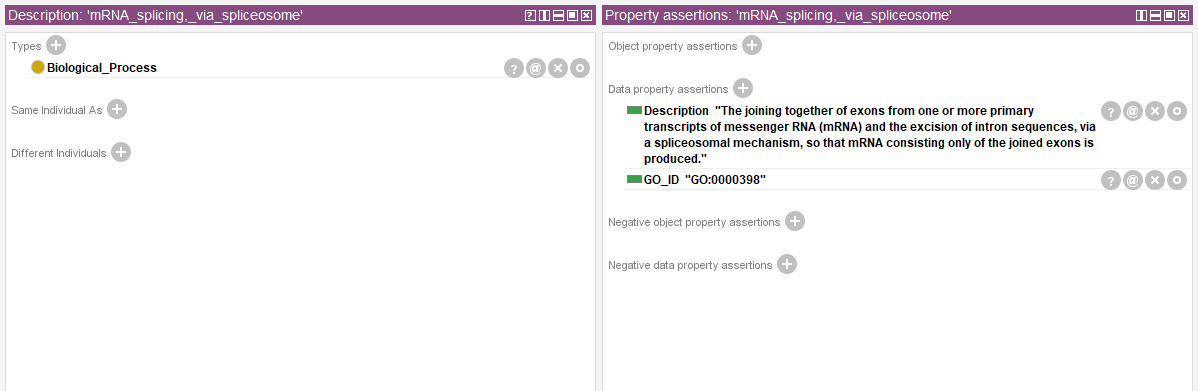 Description: 'mRNA_splicing,_via_spliceosome'
Types
Biological_Process
Same Individual As
Different Individuals
Property assertions: 'mRNA_splicing,_via_spliceosome'
Object property assertions
Data property assertions
Description "The joining together of exons from one or more primary
transcripts of messenger RNA (mRNA) and the excision of intron sequences, via
a spliceosomal mechanism, so that mRNA consisting only of the joined exons is
produced."
GO_ID "GO:0000398"
Negative object property assertions
Negative data property assertions